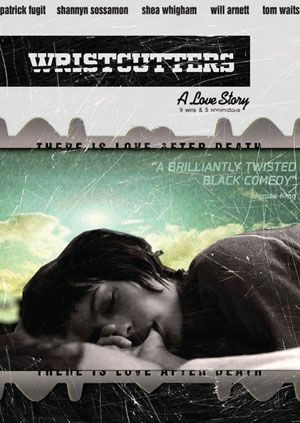 patrick fugit shannyn sossamon shea whigham will arnett tom waits
WRISTCUTTERS
A Love Story
9 wins & 5 nominations
THERE IS LOVE AFTER DEATH
"A BRILLIANTLY TWISTED
BLACK COMEDY"
THERE IS LOVE AFTER DEATH